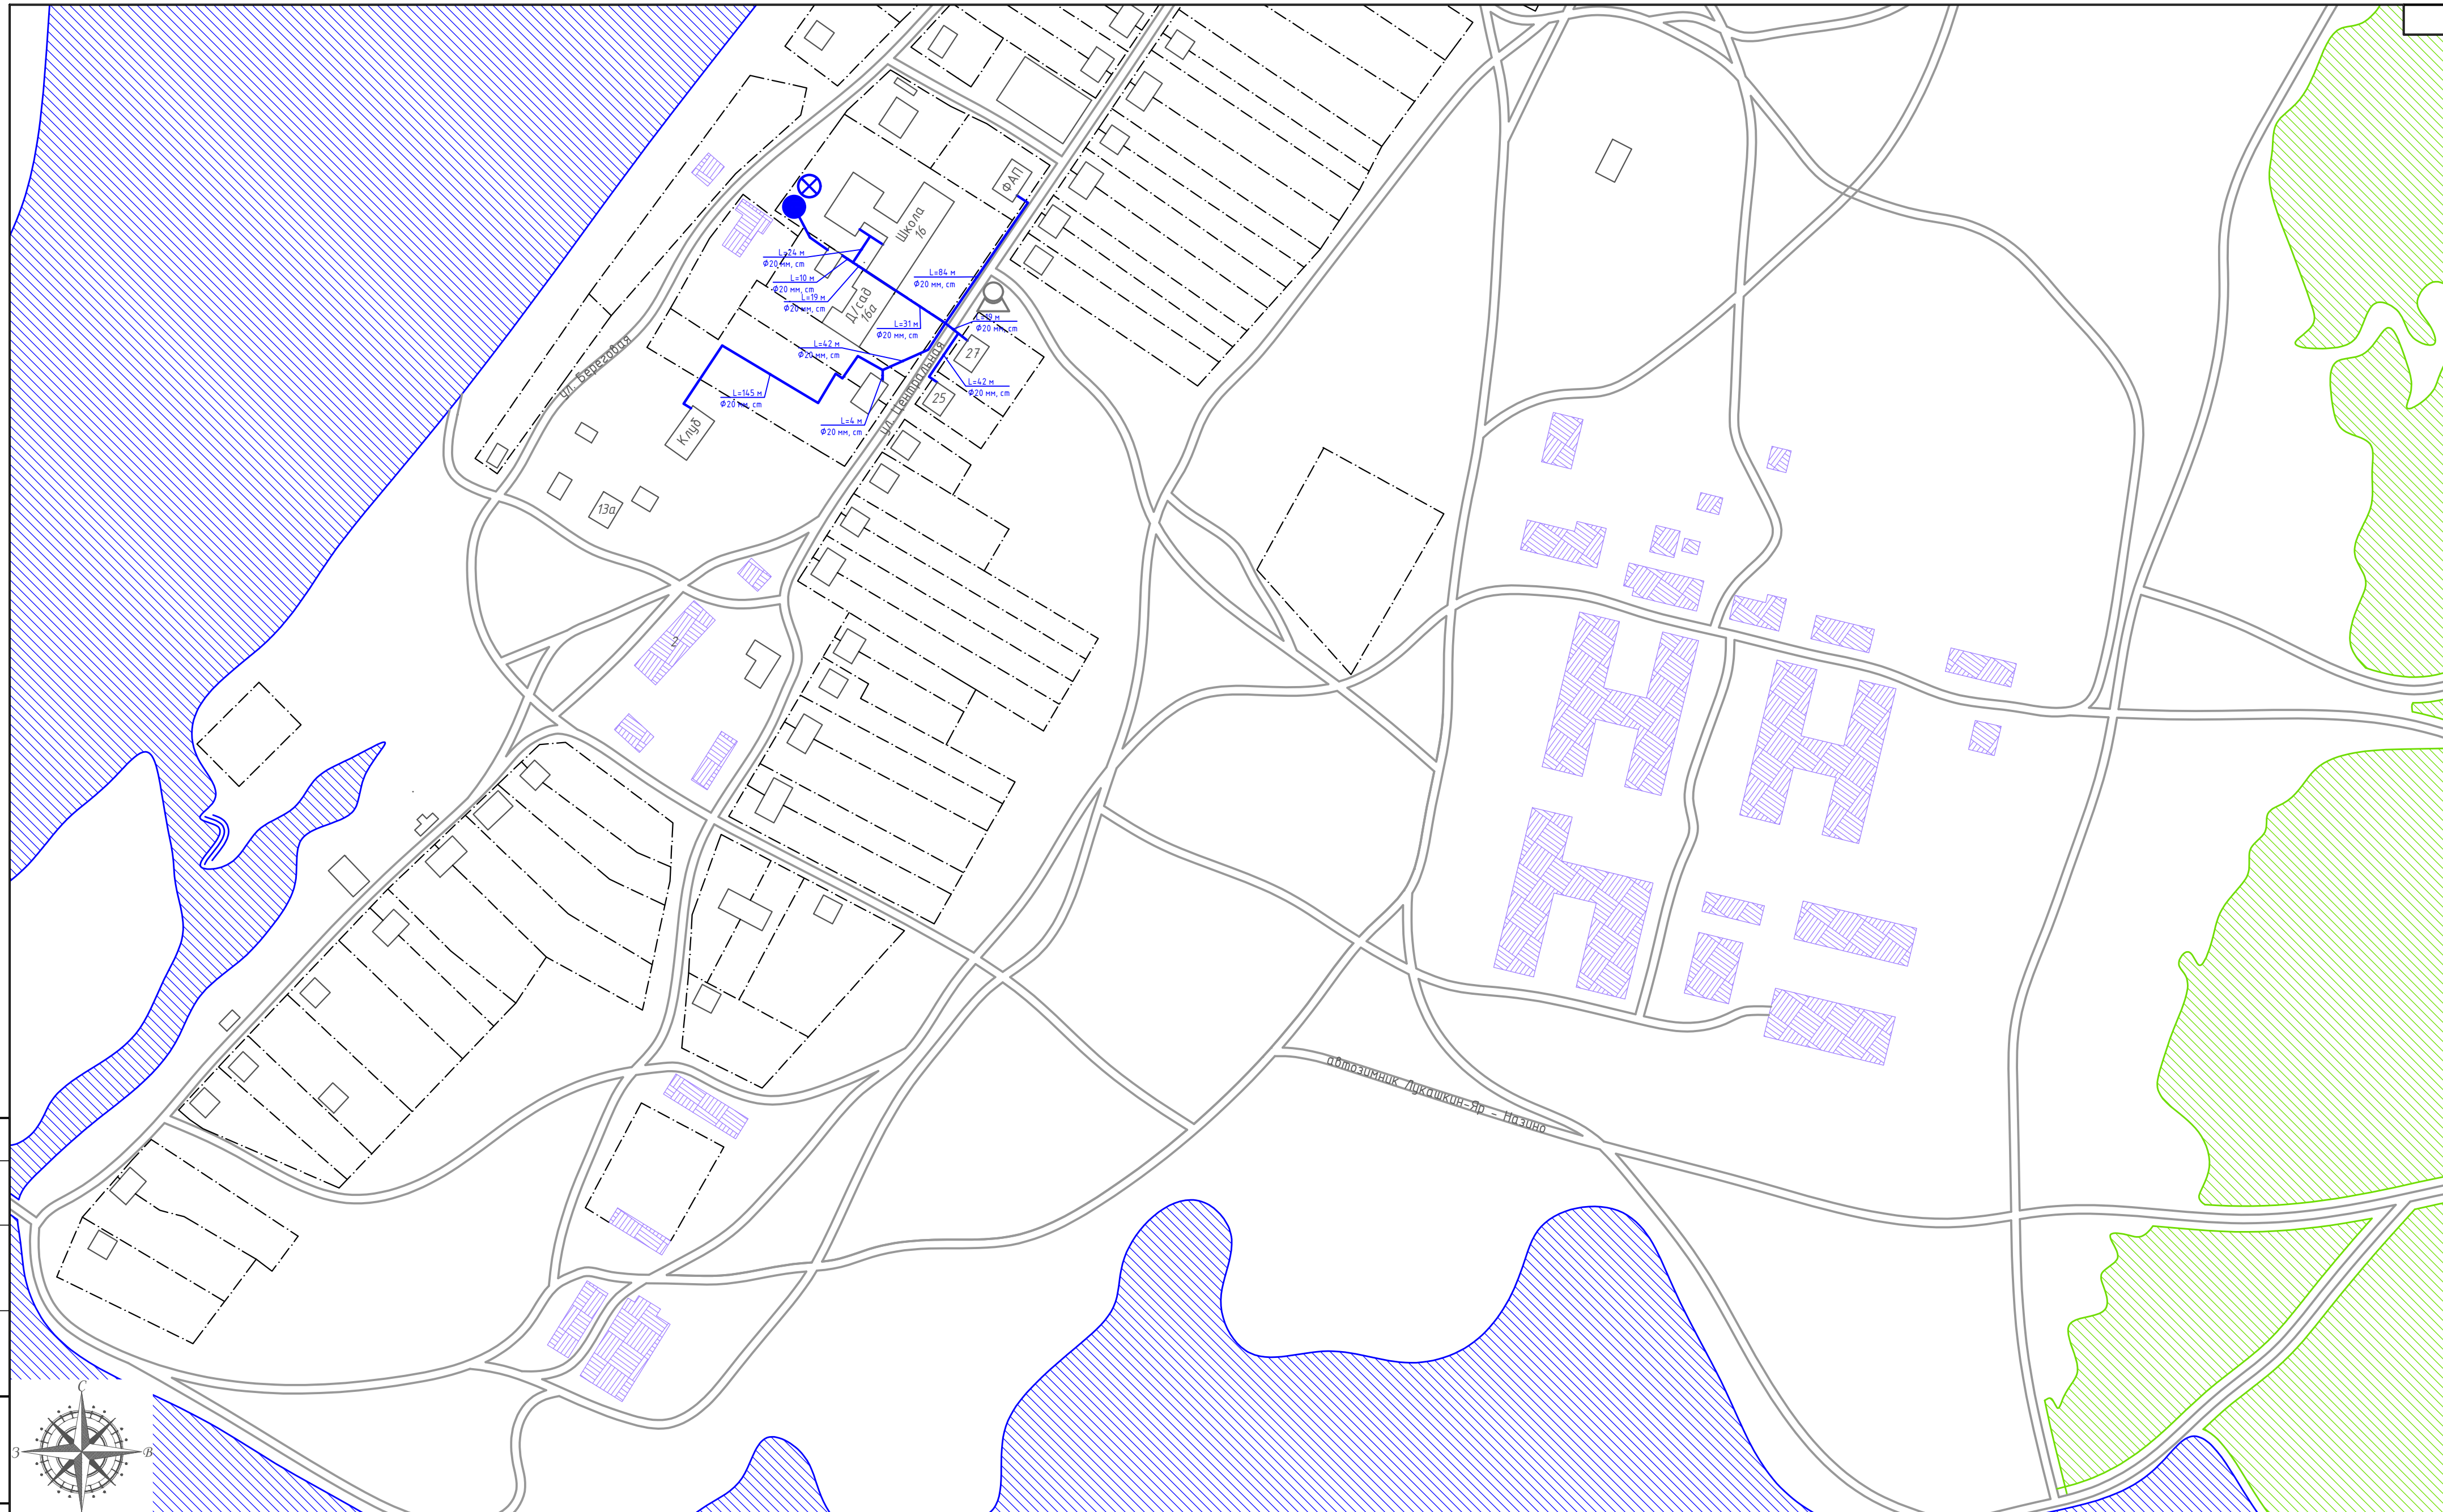 ФАП
Школа
16
L=24 м
Ф20 мм, ст
L=10 м
Ф20 мм, ст
L=19 м
Ф20 мм, ст
L=84 м
Ф20 мм, ст
Д/сад
16а
L=31 м
Ф20 мм, ст
L=19 м
Ф20 мм, ст
L=42 м
Ф20 мм, ст
27
L=42 м
Ф20 мм, ст
25
L=145 м
Ф20 мм, ст
L=4 м
Ф20 мм, ст
ул. Береговая
ул. Центральная
Клуб
13а
2
автозимник Лукашкин-Яр - Назино
С
З
В